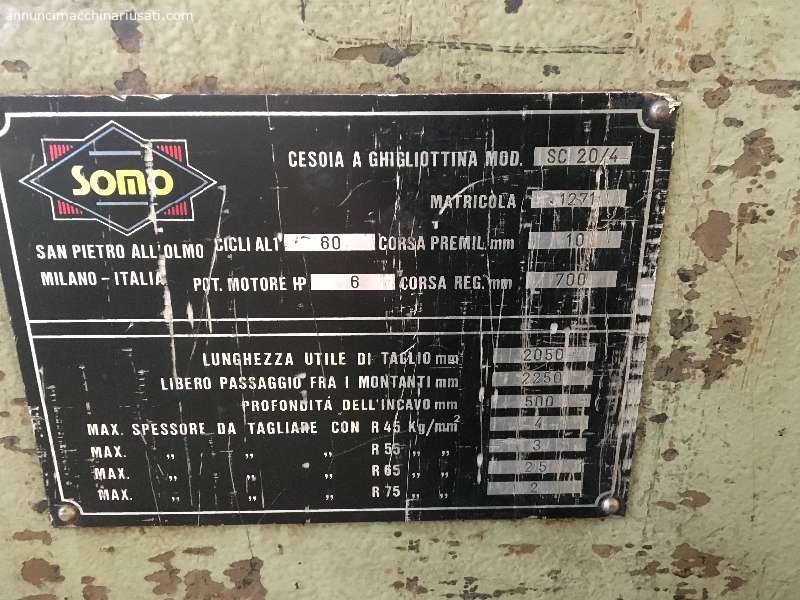 annuncimacchinariusati.com
SOMO
SAN PIETRO ALL'OLMO
MILANO - ITALIA
CESOIA A GHIGLIOTTINA MOD. SC 20/4
MATRICOLA 1271
CICLI ALT 60 CORSA PREMIL mm 10
POT. MOTORE HP 6 CORSA REG. mm 700
LUNGHEZZA UTILE DI TAGLIO mm 2050
LIBERO PASSAGGIO FRA I MONTANTI mm 2250
PROFONDITÁ DELL'INCAVO mm 500
MAX. SPESSORE DA TAGLIARE CON R 45 Kg/mm² 4
MAX. „ „ „ R 55 „ „ 3
MAX. „ „ „ R 65 „ „ 2,5
MAX. „ „ „ R 75 „ „ 2